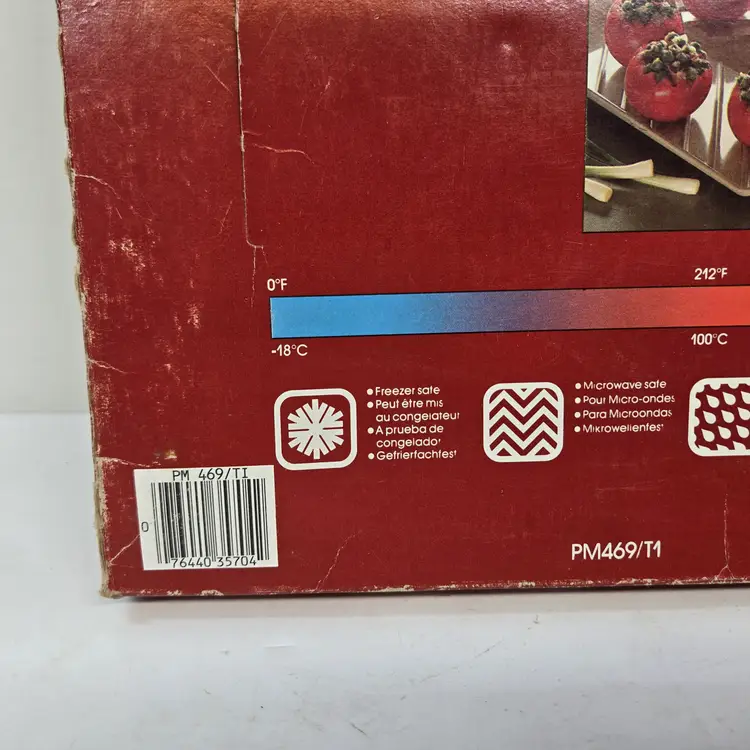 0°F
212°F
-18°C
100°C
Freezer safe
Peut être mis
au congelateur
A prueba de
congelador
Gefrierfachfest
Microwave safe
Pour Micro-ondes
Para Microondas
Mikrowellenfest
PM 469/TI
0
76440 35704
PM469/T1